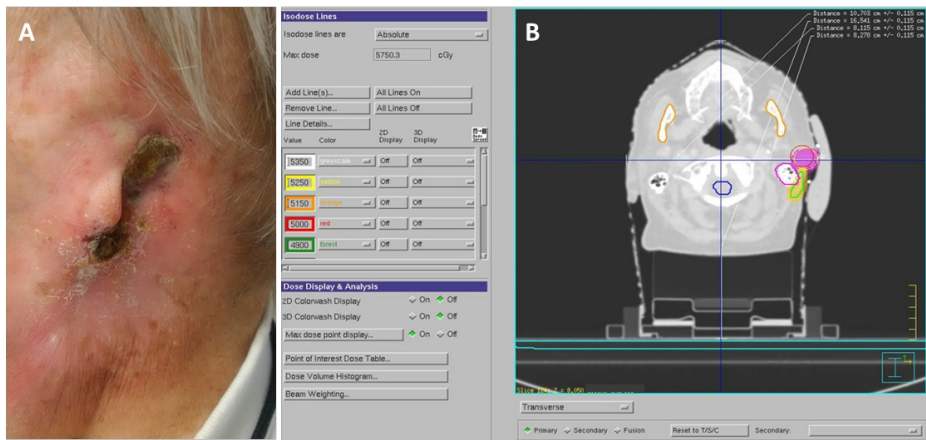 A
Isodose Lines
Isodose lines are Absolute
Max dose 5750.3 cGy
Add Line(s)... All Lines On
Remove Line... All Lines Off
Line Details...
Value Color 2D Display 3D Display
5350 greyscale Off Off
5250 yellow Off Off
5150 orange Off Off
5000 red Off Off
4900 forest Off Off
Dose Display & Analysis
2D Colorwash Display On Off
3D Colorwash Display On Off
Max dose point display... On Off
Point of Interest Dose Table...
Dose Volume Histogram...
Beam Weighting...
B
Distance = 10,703 cm +/- 0,115 cm
Distance = 16,541 cm +/- 0,115 cm
Distance = 8,115 cm +/- 0,115 cm
Distance = 8,278 cm +/- 0,115 cm
Transverse
Primary Secondary Fusion Reset to T/S/C Secondary: